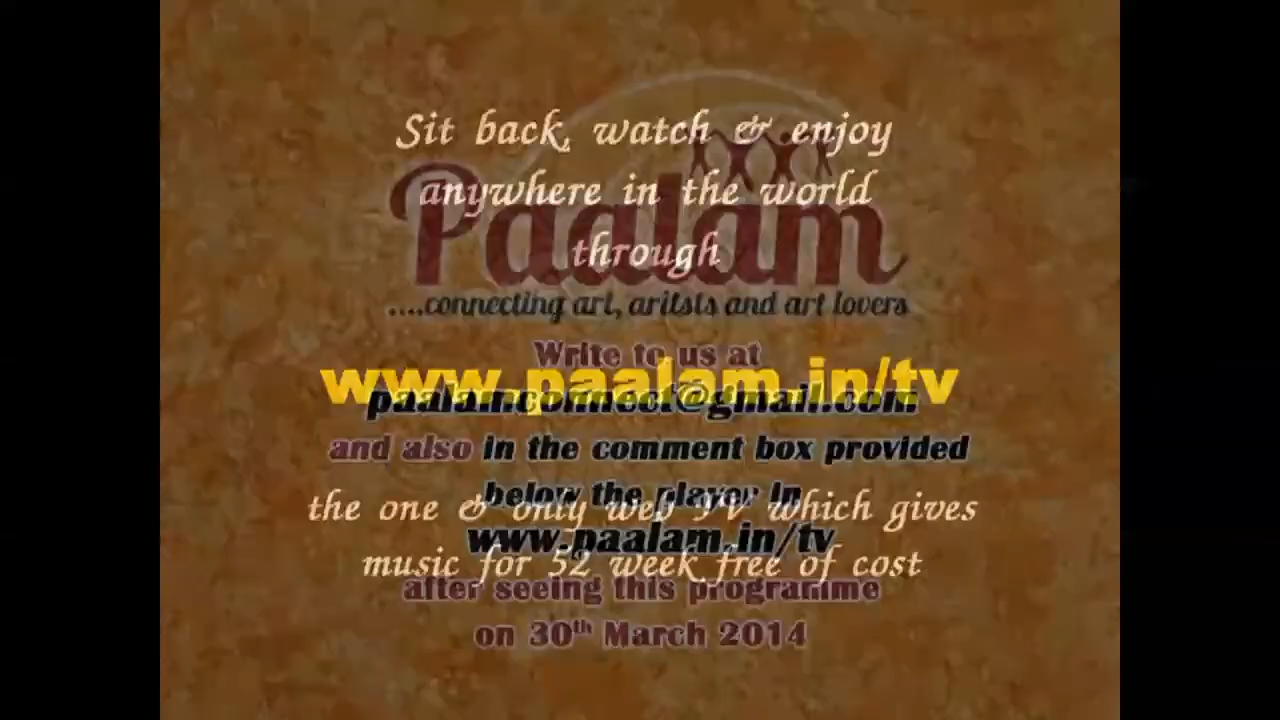 Sit back, watch & enjoy
anywhere in the world
through
www.paalam.in/tv
the one & only web TV which gives
music for 52 week free of cost
Paalam
....connecting art, aritsts and art lovers
Write to us at
paalamconnect@gmail.com
and also in the comment box provided
below the player in
www.paalam.in/tv
after seeing this programme
on 30th March 2014